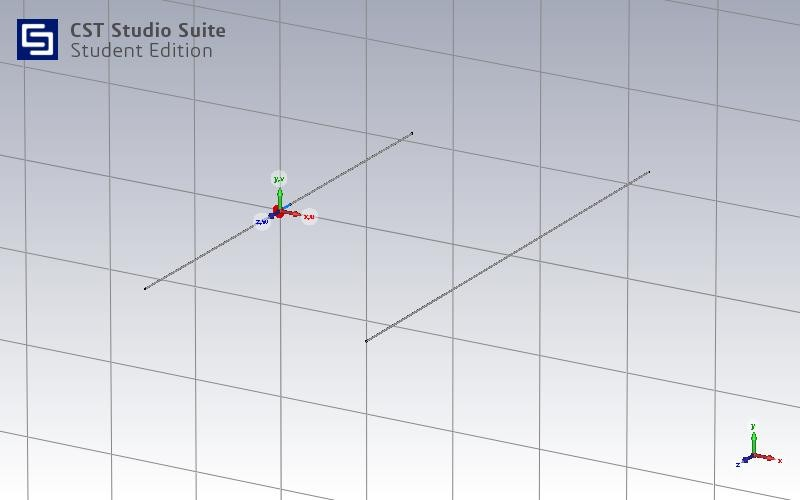 CST Studio Suite
Student Edition
y,v
z,w
x,u
y
z
x